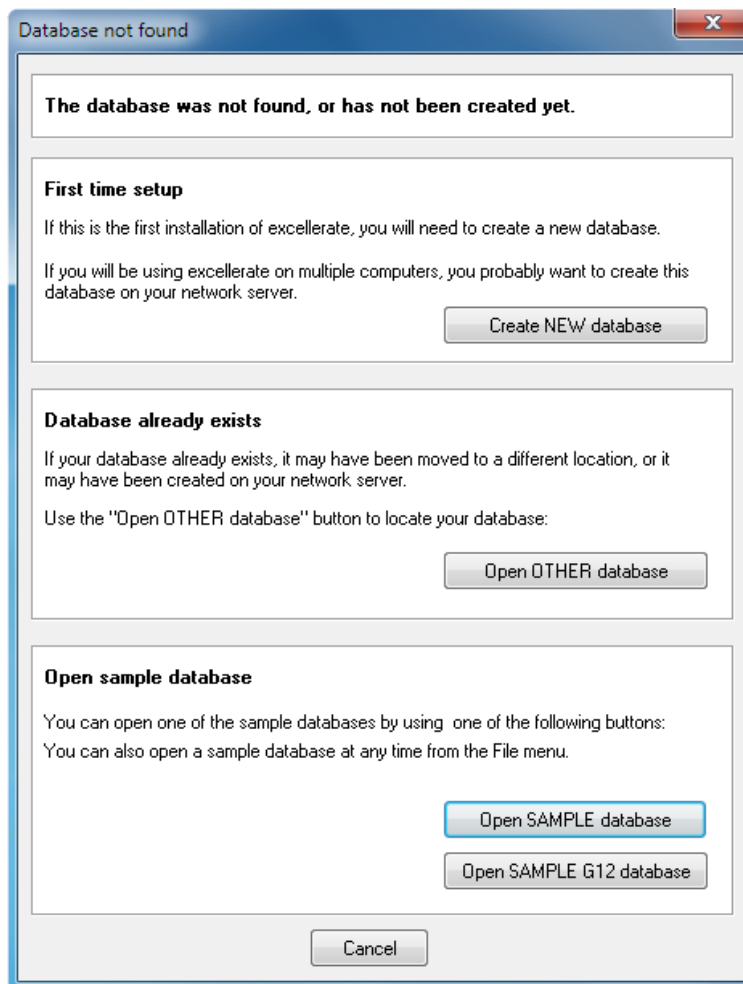 Database not found
The database was not found, or has not been created yet.
First time setup
If this is the first installation of excellerate, you will need to create a new database.
If you will be using excellerate on multiple computers, you probably want to create this
database on your network server.
Create NEW database
Database already exists
If your database already exists, it may have been moved to a different location, or it
may have been created on your network server.
Use the "Open OTHER database" button to locate your database:
Open OTHER database
Open sample database
You can open one of the sample databases by using  one of the following buttons:
You can also open a sample database at any time from the File menu.
Open SAMPLE database
Open SAMPLE G12 database
Cancel